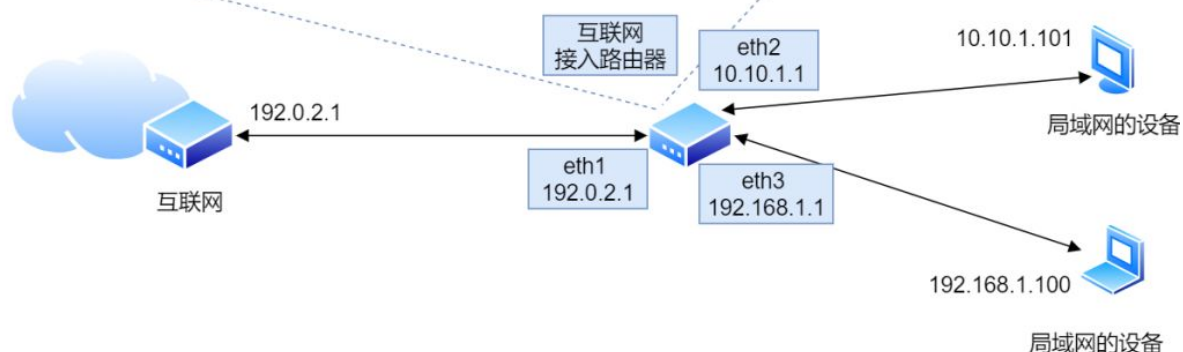 互联网
接入路由器
eth2
10.10.1.1
10.10.1.101
局域网的设备
192.0.2.1
互联网
eth1
192.0.2.1
eth3
192.168.1.1
192.168.1.100
局域网的设备